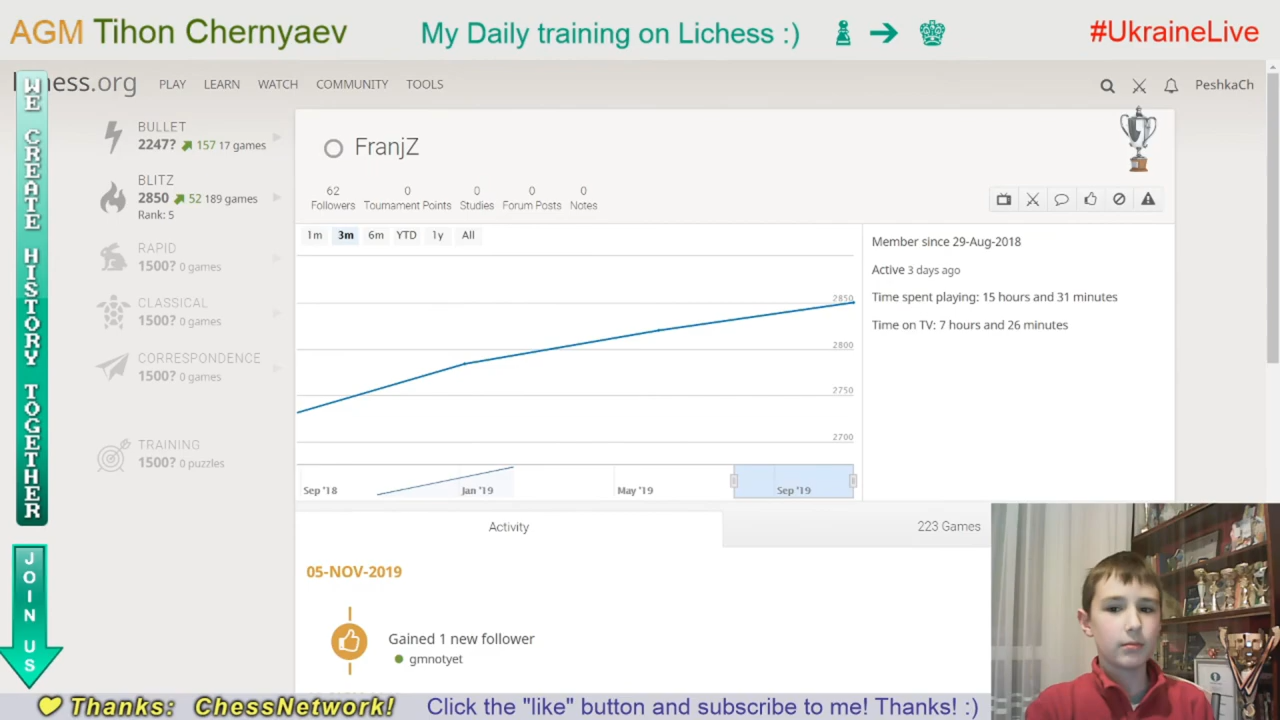 AGM Tihon Chernyaev
My Daily training on Lichess :)
#UkraineLive
WE CREATE HISTORY TOGETHER
JOIN US
hess.org
PLAY LEARN WATCH COMMUNITY TOOLS
PeshkaCh
BULLET
2247? 157 17 games
BLITZ
2850 52 189 games
Rank: 5
RAPID
1500? 0 games
CLASSICAL
1500? 0 games
CORRESPONDENCE
1500? 0 games
TRAINING
1500? 0 puzzles
FranjZ
62 0 0 0 0
Followers Tournament Points Studies Forum Posts Notes
1m 3m 6m YTD 1y All
2850
2800
2750
2700
Sep '18 Jan '19 May '19 Sep '19
Member since 29-Aug-2018
Active 3 days ago
Time spent playing: 15 hours and 31 minutes
Time on TV: 7 hours and 26 minutes
Activity
223 Games
05-NOV-2019
Gained 1 new follower
gmnotyet
Thanks: ChessNetwork!
Click the "like" button and subscribe to me! Thanks! :)